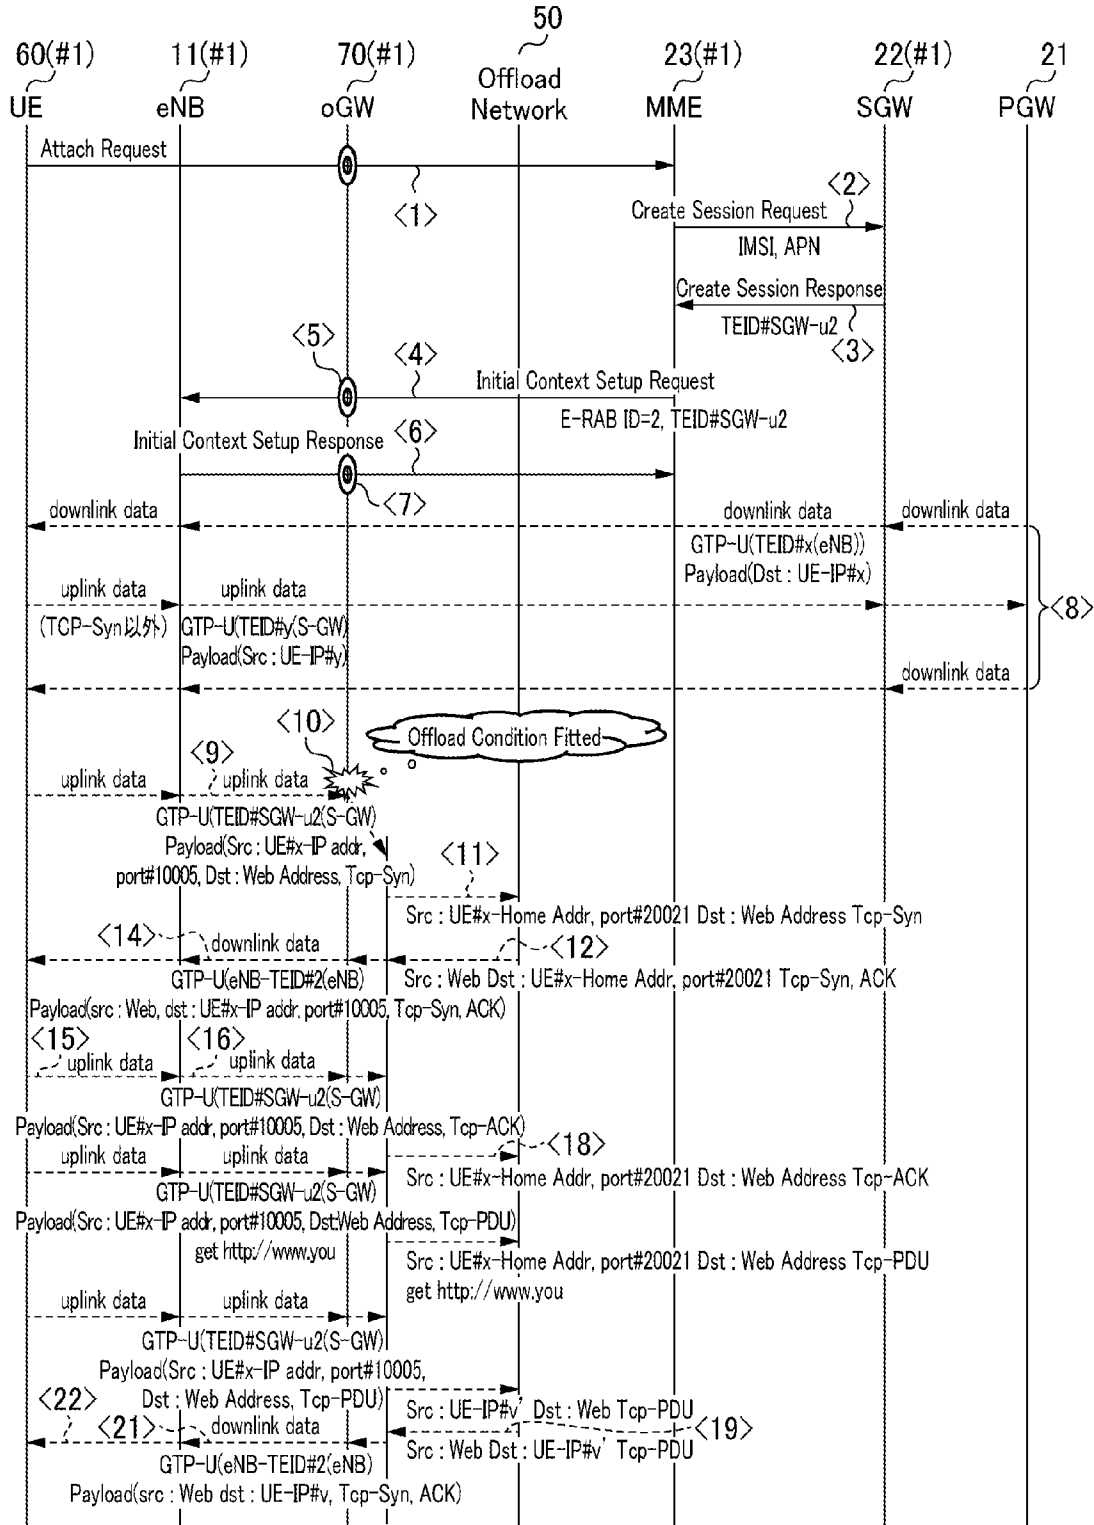 50
60(#1) 11(#1) 70(#1) 23(#1) 22(#1) 21
UE eNB oGW Offload Network MME SGW PGW
Attach Request
<1>
<2>
Create Session Request
IMSI, APN
Create Session Response
TEID#SGW-u2
<3>
<5> <4>
Initial Context Setup Request
E-RAB ID=2, TEID#SGW-u2
Initial Context Setup Response <6>
<7>
downlink data downlink data downlink data
GTP-U(TEID#x(eNB))
Payload(Dst : UE-IP#x)
uplink data uplink data
<8>
(TCP-Syn以外) GTP-U(TEID#y(S-GW)
Payload(Src : UE-IP#y)
downlink data
<10>
Offload Condition Fitted
<9>
uplink data uplink data
GTP-U(TEID#SGW-u2(S-GW)
Payload(Src : UE#x-IP addr,
port#10005, Dst : Web Address, Tcp-Syn)
<11>
Src : UE#x-Home Addr, port#20021 Dst : Web Address Tcp-Syn
<14> downlink data <12>
GTP-U(eNB-TEID#2(eNB)
Src : Web Dst : UE#x-Home Addr, port#20021 Tcp-Syn, ACK
Payload(src : Web, dst : UE#x-IP addr, port#10005, Tcp-Syn, ACK)
<15> <16>
uplink data uplink data
GTP-U(TEID#SGW-u2(S-GW)
Payload(Src : UE#x-IP addr, port#10005, Dst : Web Address, Tcp-ACK)
<18>
uplink data uplink data
Src : UE#x-Home Addr, port#20021 Dst : Web Address Tcp-ACK
GTP-U(TEID#SGW-u2(S-GW)
Payload(Src : UE#x-IP addr, port#10005, Dst:Web Address, Tcp-PDU)
get http://www.you
Src : UE#x-Home Addr, port#20021 Dst : Web Address Tcp-PDU
get http://www.you
uplink data uplink data
GTP-U(TEID#SGW-u2(S-GW)
Payload(Src : UE#x-IP addr, port#10005,
Dst : Web Address, Tcp-PDU)
Src : UE-IP#v' Dst : Web Tcp-PDU
<22> <21> downlink data <19>
Src : Web Dst : UE-IP#v' Tcp-PDU
GTP-U(eNB-TEID#2(eNB)
Payload(src : Web dst : UE-IP#v, Tcp-Syn, ACK)